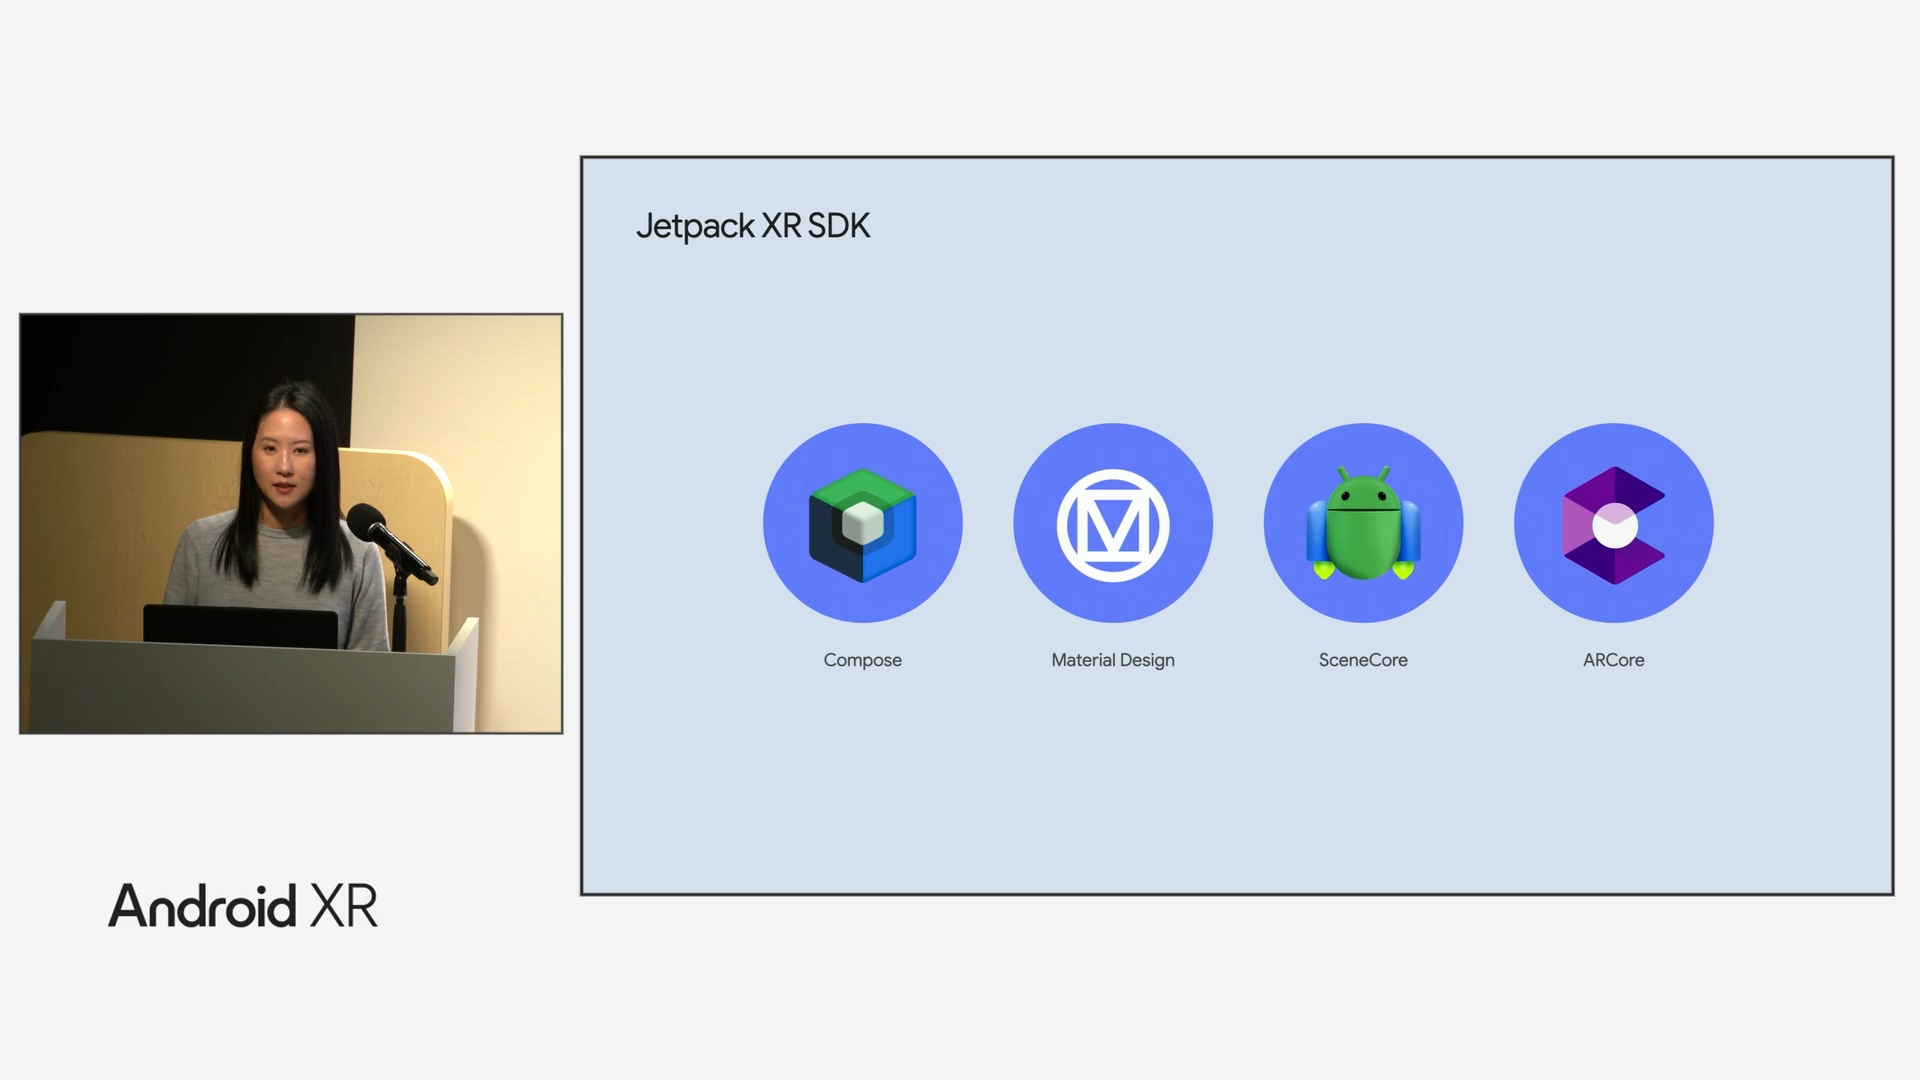 Jetpack XR SDK
Compose
Material Design
SceneCore
ARCore
Android XR